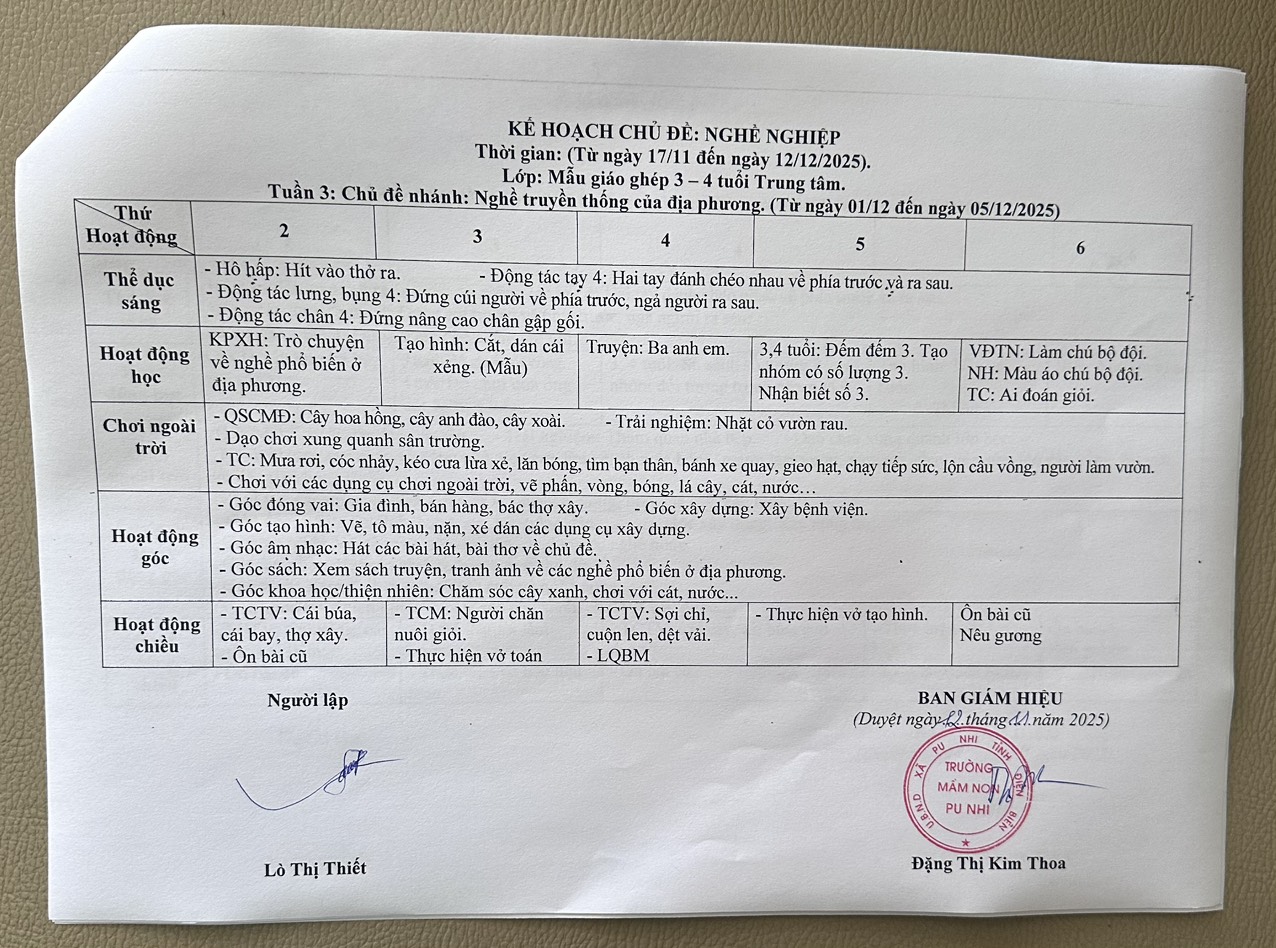 KẾ HOẠCH CHỦ ĐỀ: NGHỀ NGHIỆP
Thời gian: (Từ ngày 17/11 đến ngày 12/12/2025).
Lớp: Mẫu giáo ghép 3 – 4 tuổi Trung tâm.
Tuần 3: Chủ đề nhánh: Nghề truyền thống của địa phương. (Từ ngày 01/12 đến ngày 05/12/2025)
Thứ
Hoạt động
2
3
4
5
6
Thể dục
sáng
- Hô hấp: Hít vào thở ra. - Động tác tay 4: Hai tay đánh chéo nhau về phía trước và ra sau.
- Động tác lưng, bụng 4: Đứng cúi người về phía trước, ngả người ra sau.
- Động tác chân 4: Đứng nâng cao chân gập gối.
Hoạt động
học
KPXH: Trò chuyện
về nghề phổ biến ở
địa phương.
Tạo hình: Cắt, dán cái
xẻng. (Mẫu)
Truyện: Ba anh em.
3,4 tuổi: Đếm đếm 3. Tạo
nhóm có số lượng 3.
Nhận biết số 3.
VĐTN: Làm chú bộ đội.
NH: Màu áo chú bộ đội.
TC: Ai đoán giỏi.
Chơi ngoài
trời
- QSCMĐ: Cây hoa hồng, cây anh đào, cây xoài. - Trải nghiệm: Nhặt cỏ vườn rau.
- Dạo chơi xung quanh sân trường.
- TC: Mưa rơi, cóc nhảy, kéo cưa lừa xẻ, lăn bóng, tìm bạn thân, bánh xe quay, gieo hạt, chạy tiếp sức, lộn cầu vồng, người làm vườn.
- Chơi với các dụng cụ chơi ngoài trời, vẽ phấn, vòng, bóng, lá cây, cát, nước…
Hoạt động
góc
- Góc đóng vai: Gia đình, bán hàng, bác thợ xây. - Góc xây dựng: Xây bệnh viện.
- Góc tạo hình: Vẽ, tô màu, nặn, xé dán các dụng cụ xây dựng.
- Góc âm nhạc: Hát các bài hát, bài thơ về chủ đề.
- Góc sách: Xem sách truyện, tranh ảnh về các nghề phổ biến ở địa phương.
- Góc khoa học/thiện nhiên: Chăm sóc cây xanh, chơi với cát, nước...
Hoạt động
chiều
- TCTV: Cái búa,
cái bay, thợ xây.
- Ôn bài cũ
- TCM: Người chăn
nuôi giỏi.
- Thực hiện vở toán
- TCTV: Sợi chỉ,
cuộn len, dệt vải.
- LQBM
- Thực hiện vở tạo hình.
Ôn bài cũ
Nêu gương
Người lập
BAN GIÁM HIỆU
(Duyệt ngày 12 tháng 11 năm 2025)
U.B.N.D XÃ PU NHI TỈNH ĐIỆN BIÊN
TRƯỜNG
MẦM NON
PU NHI
Lò Thị Thiết
Đặng Thị Kim Thoa